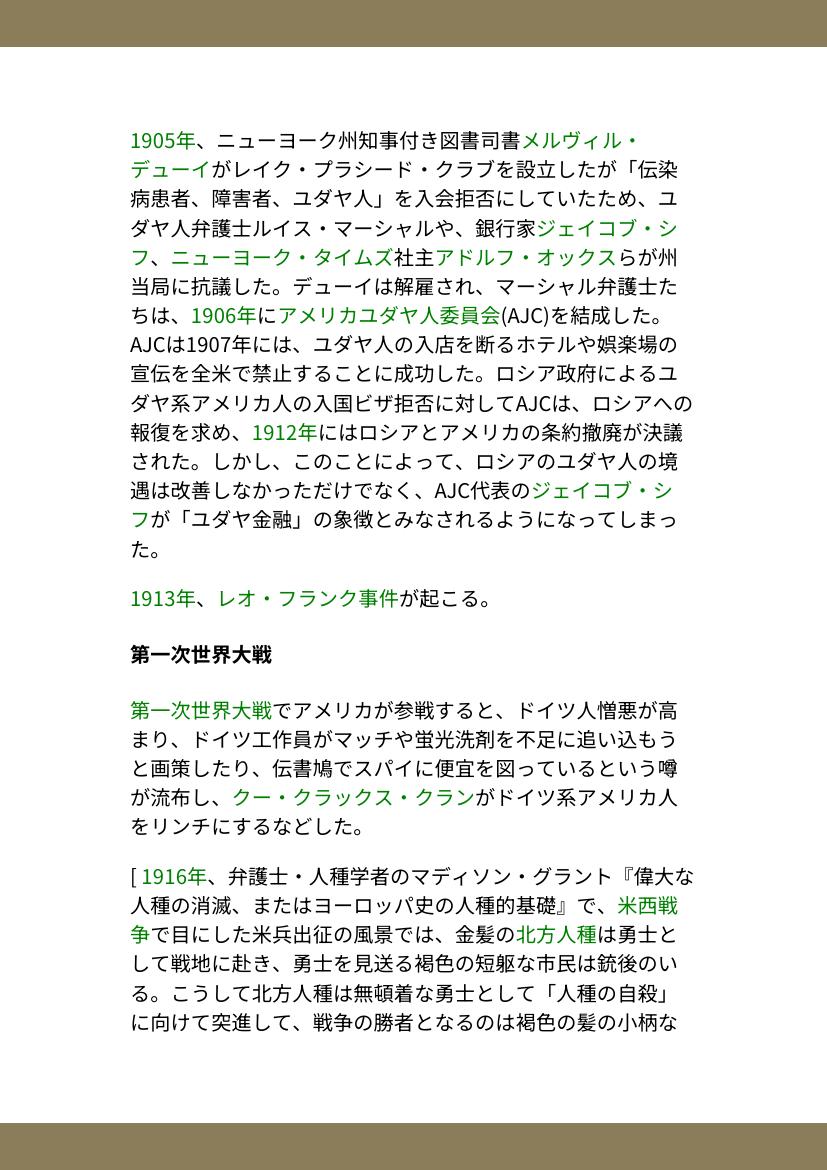 1905年、ニューヨーク州知事付き図書司書メルヴィル・
デューイがレイク・プラシード・クラブを設立したが「伝染
病患者、障害者、ユダヤ人」を入会拒否にしていたため、ユ
ダヤ人弁護士ルイス・マーシャルや、銀行家ジェイコブ・シ
フ、ニューヨーク・タイムズ社主アドルフ・オックスらが州
当局に抗議した。デューイは解雇され、マーシャル弁護士た
ちは、1906年にアメリカユダヤ人委員会(AJC)を結成した。
AJCは1907年には、ユダヤ人の入店を断るホテルや娯楽場の
宣伝を全米で禁止することに成功した。ロシア政府によるユ
ダヤ系アメリカ人の入国ビザ拒否に対してAJCは、ロシアへの
報復を求め、1912年にはロシアとアメリカの条約撤廃が決議
された。しかし、このことによって、ロシアのユダヤ人の境
遇は改善しなかっただけでなく、AJC代表のジェイコブ・シ
フが「ユダヤ金融」の象徴とみなされるようになってしまっ
た。
1913年、レオ・フランク事件が起こる。
第一次世界大戦
第一次世界大戦でアメリカが参戦すると、ドイツ人憎悪が高
まり、ドイツ工作員がマッチや蛍光洗剤を不足に追い込もう
と画策したり、伝書鳩でスパイに便宜を図っているという噂
が流布し、クー・クラックス・クランがドイツ系アメリカ人
をリンチにするなどした。
[ 1916年、弁護士・人種学者のマディソン・グラント『偉大な
人種の消滅、またはヨーロッパ史の人種的基礎』で、米西戦
争で目にした米兵出征の風景では、金髪の北方人種は勇士と
して戦地に赴き、勇士を見送る褐色の短躯な市民は銃後のい
る。こうして北方人種は無頓着な勇士として「人種の自殺」
に向けて突進して、戦争の勝者となるのは褐色の髪の小柄な